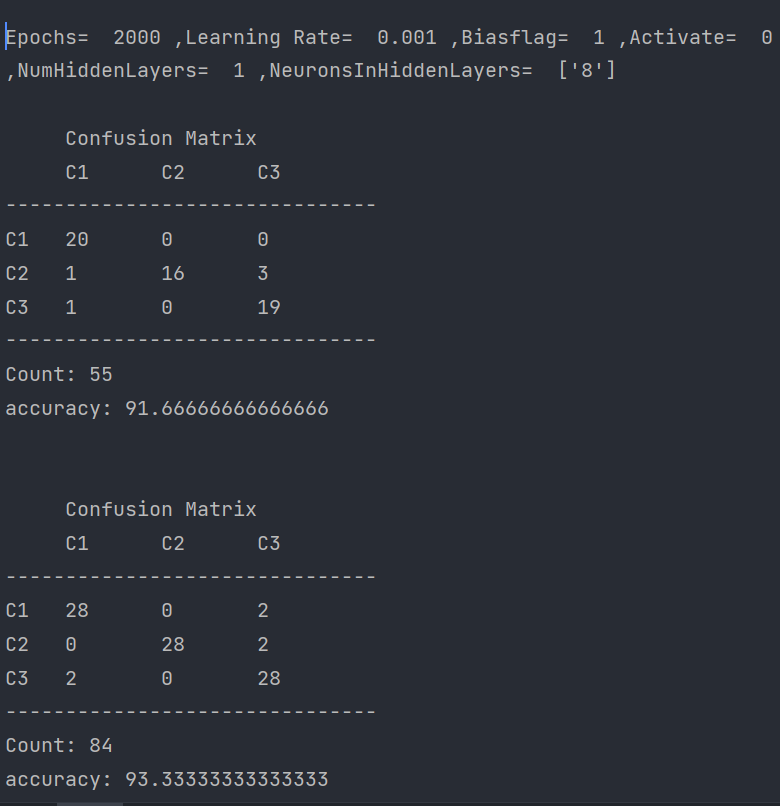 Epochs=  2000 ,Learning Rate=  0.001 ,Biasflag=  1 ,Activate=  0
,NumHiddenLayers=  1 ,NeuronsInHiddenLayers=  ['8']
Confusion Matrix
C1 C2 C3
-------------------------------
C1 20 0 0
C2 1 16 3
C3 1 0 19
-------------------------------
Count: 55
accuracy: 91.66666666666666
Confusion Matrix
C1 C2 C3
-------------------------------
C1 28 0 2
C2 0 28 2
C3 2 0 28
-------------------------------
Count: 84
accuracy: 93.33333333333333